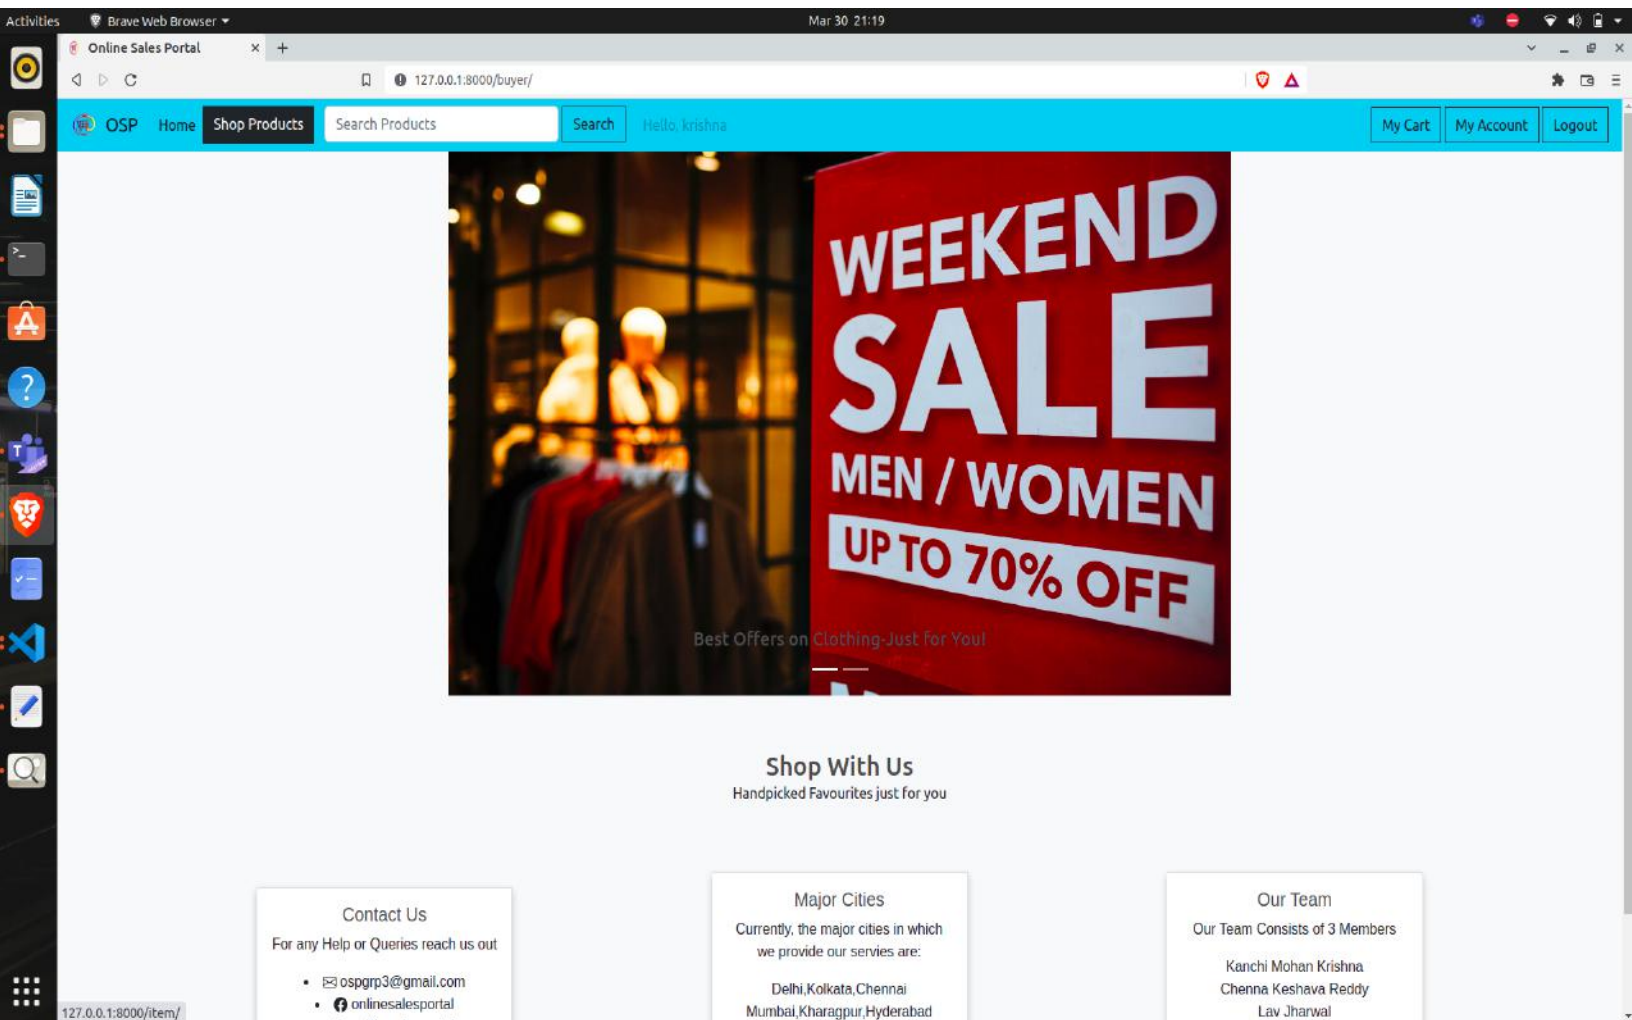 Activities Brave Web Browser Mar 30 21:19
Online Sales Portal
127.0.0.1:8000/buyer/
OSP Home Shop Products Search Products Search Hello, krishna My Cart My Account Logout
WEEKEND
SALE
MEN / WOMEN
UP TO 70% OFF
Best Offers on Clothing-Just for You!
Shop With Us
Handpicked Favourites just for you
Contact Us
For any Help or Queries reach us out
ospgrp3@gmail.com
onlinesalesportal
Major Cities
Currently, the major cities in which
we provide our servies are:
Delhi,Kolkata,Chennai
Mumbai,Kharagpur,Hyderabad
Our Team
Our Team Consists of 3 Members
Kanchi Mohan Krishna
Chenna Keshava Reddy
Lav Jharwal
127.0.0.1:8000/item/